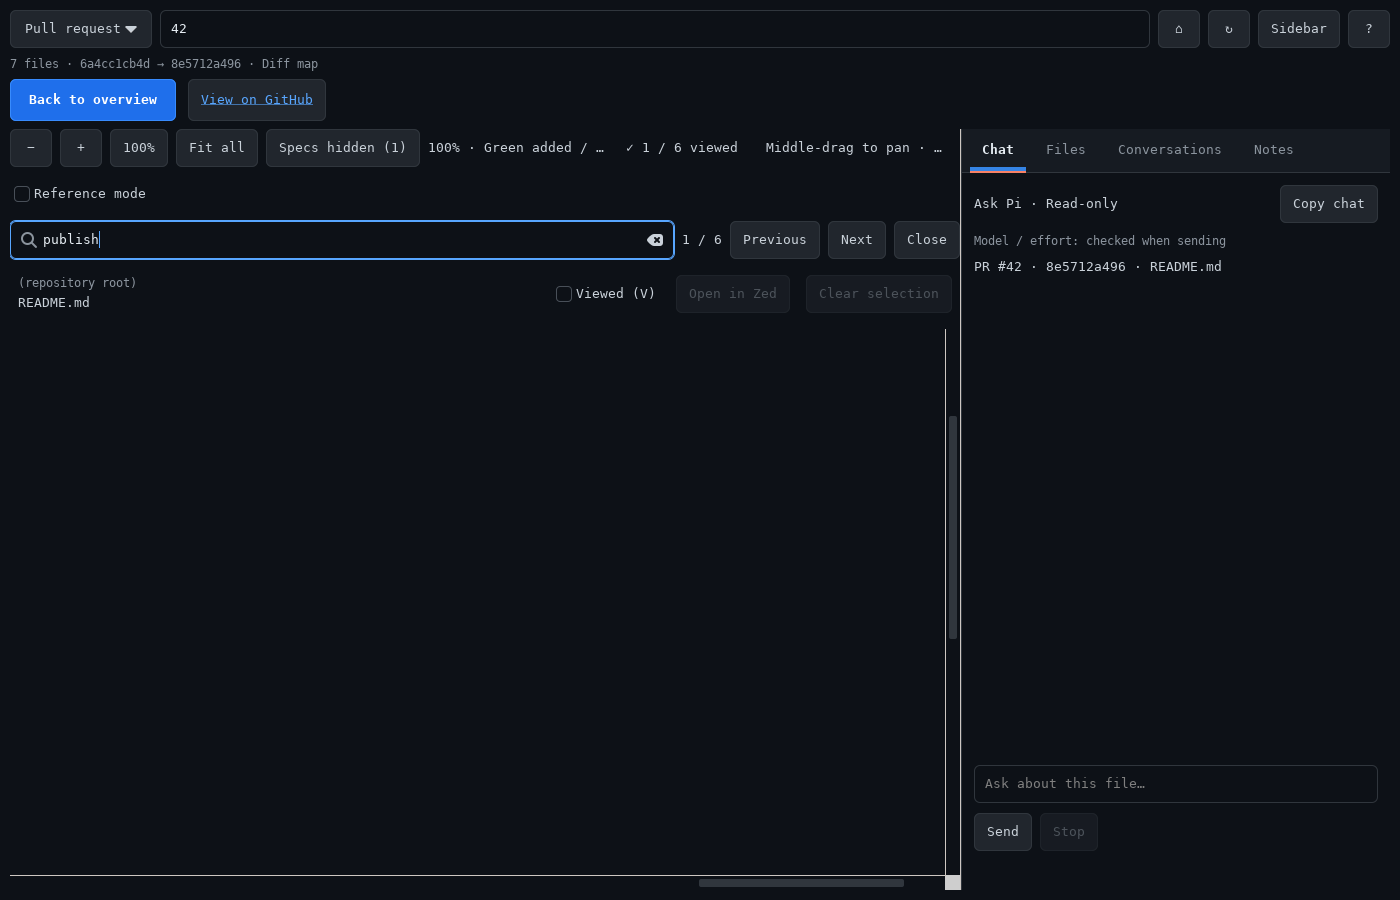 Pull request
42
⌂
↻
Sidebar
?
7 files · 6a4cc1cb4d → 8e5712a496 · Diff map
Back to overview
View on GitHub
−
+
100%
Fit all
Specs hidden (1)
100% · Green added / …
✓ 1 / 6 viewed
Middle-drag to pan · …
Reference mode
publish
1 / 6
Previous
Next
Close
(repository root)
README.md
Viewed (V)
Open in Zed
Clear selection
Chat
Files
Conversations
Notes
Ask Pi · Read-only
Copy chat
Model / effort: checked when sending
PR #42 · 8e5712a496 · README.md
Ask about this file…
Send
Stop